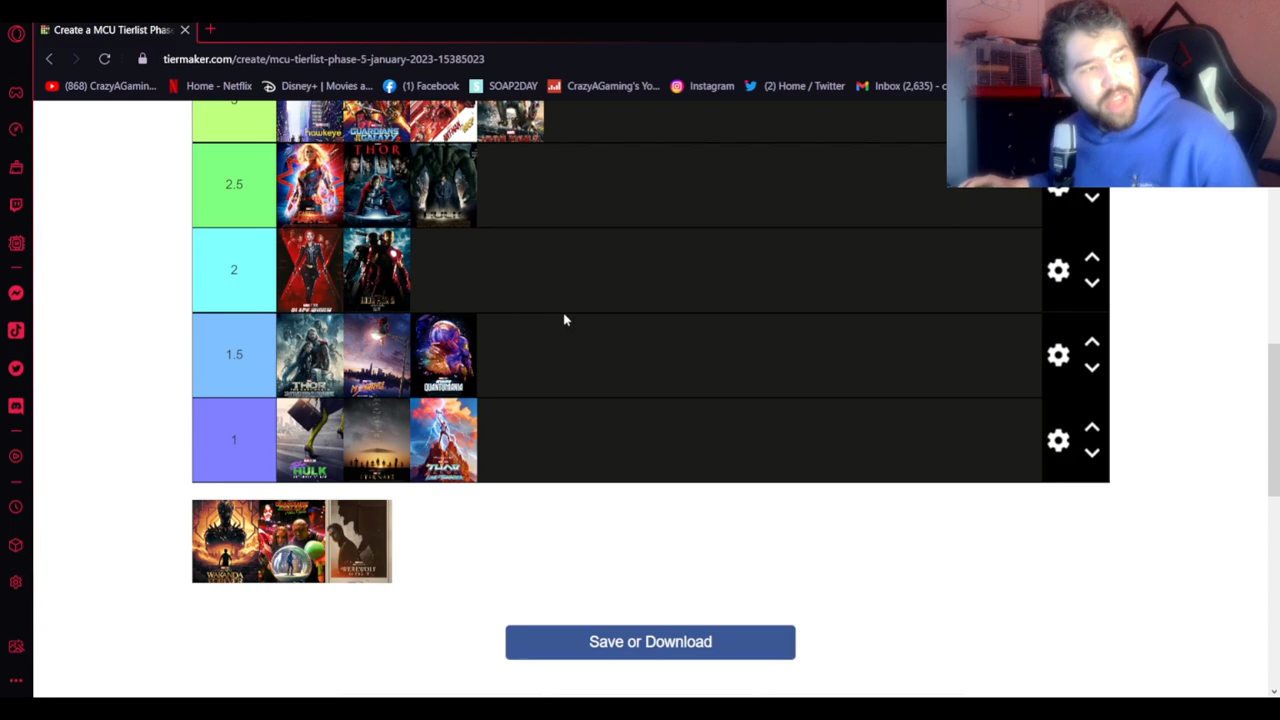 Create a MCU Tierlist Phas
tiermaker.com/create/mcu-tierlist-phase-5-january-2023-15385023
(868) CrazyAGamin...
Home - Netflix
Disney+ | Movies a...
(1) Facebook
SOAP2DAY
CrazyAGaming's Yo...
Instagram
(2) Home / Twitter
Inbox (2,635) - c
hawkeye
GUARDIANS
GALAXY
2.5
THOR
2
BLACK WIDOW
1.5
THOR
QUANTUMANIA
1
HULK
THOR
WAKANDA
WEREWOLF
Save or Download